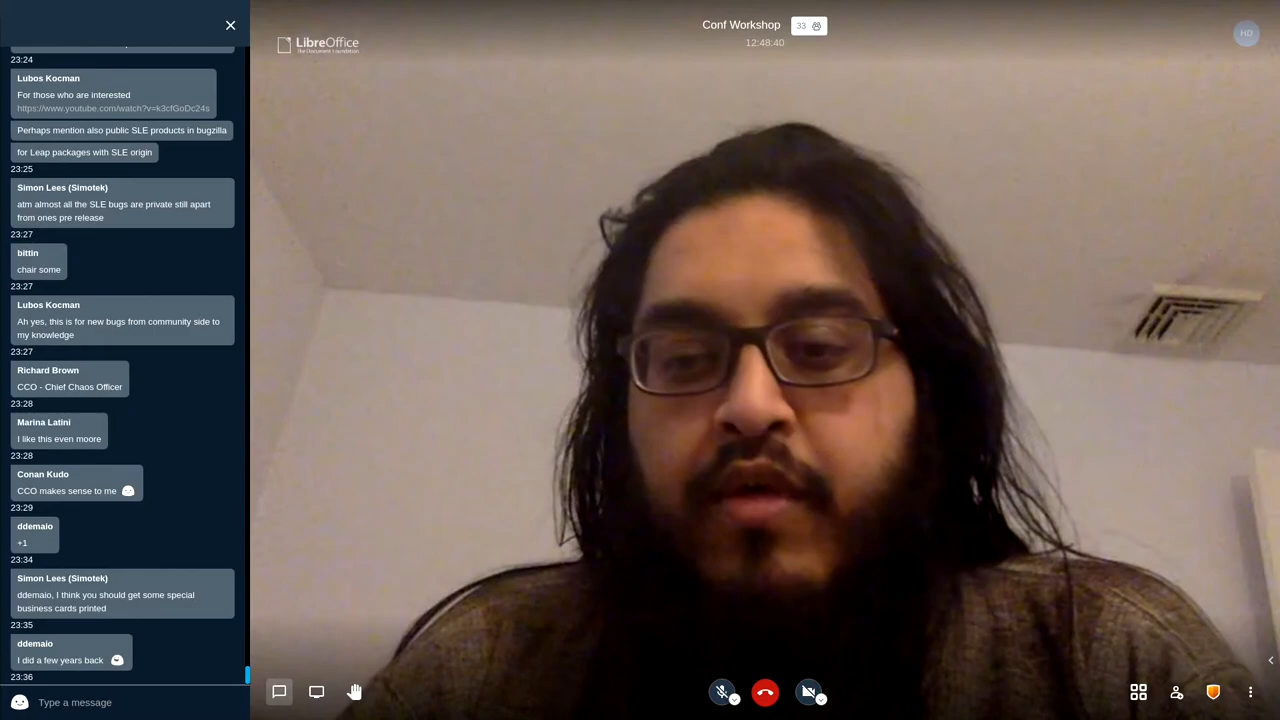 23:24
Lubos Kocman
For those who are interested
https://www.youtube.com/watch?v=k3cfGoDc24s
Perhaps mention also public SLE products in bugzilla
for Leap packages with SLE origin
23:25
Simon Lees (Simotek)
atm almost all the SLE bugs are private still apart
from ones pre release
23:27
bittin
chair some
23:27
Lubos Kocman
Ah yes, this is for new bugs from community side to
my knowledge
23:27
Richard Brown
CCO - Chief Chaos Officer
23:28
Marina Latini
I like this even moore
23:28
Conan Kudo
CCO makes sense to me
23:29
ddemaio
+1
23:34
Simon Lees (Simotek)
ddemaio, I think you should get some special
business cards printed
23:35
ddemaio
I did a few years back
23:36
Type a message
LibreOffice
The Document Foundation
Conf Workshop
33
12:48:40
HD